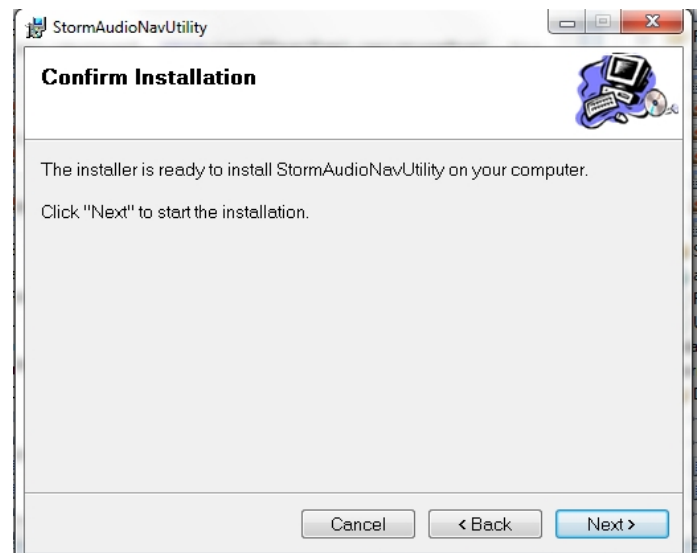 StormAudioNavUtility
Confirm Installation
The installer is ready to install StormAudioNavUtility on your computer.
Click "Next" to start the installation.
Cancel
< Back
Next >